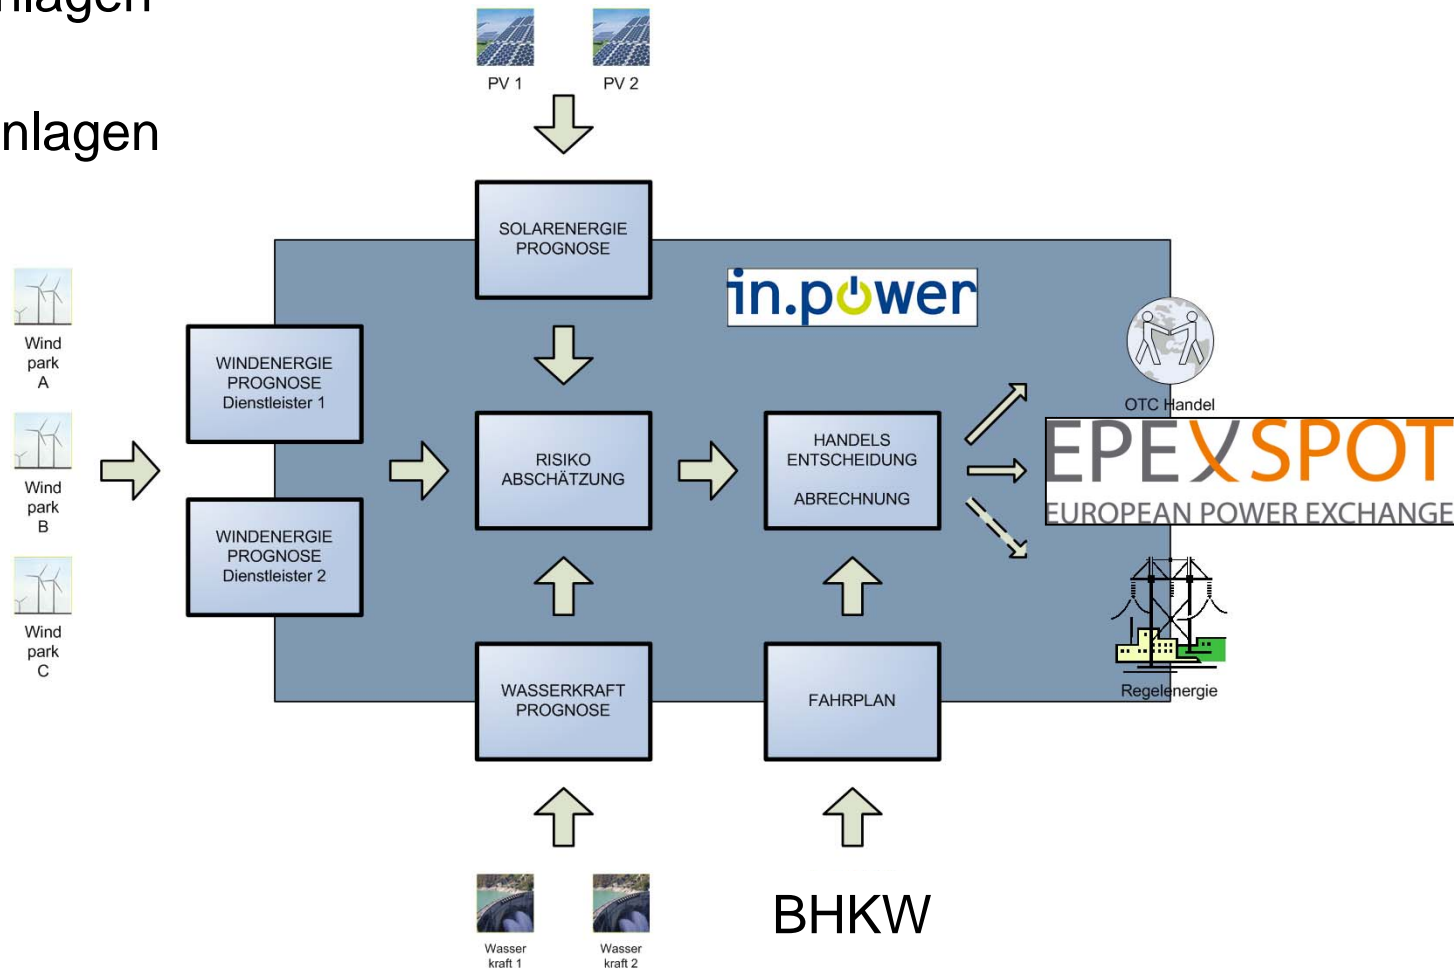 nlagen
nlagen
PV 1
PV 2
SOLARENERGIE
PROGNOSE
in.power
Wind
park
A
WINDENERGIE
PROGNOSE
Dienstleister 1
OTC Handel
Wind
park
B
RISIKO
ABSCHÄTZUNG
HANDELS
ENTSCHEIDUNG
ABRECHNUNG
EPEXSPOT
EUROPEAN POWER EXCHANGE
WINDENERGIE
PROGNOSE
Dienstleister 2
Wind
park
C
WASSERKRAFT
PROGNOSE
FAHRPLAN
Regelenergie
Wasser
kraft 1
Wasser
kraft 2
BHKW